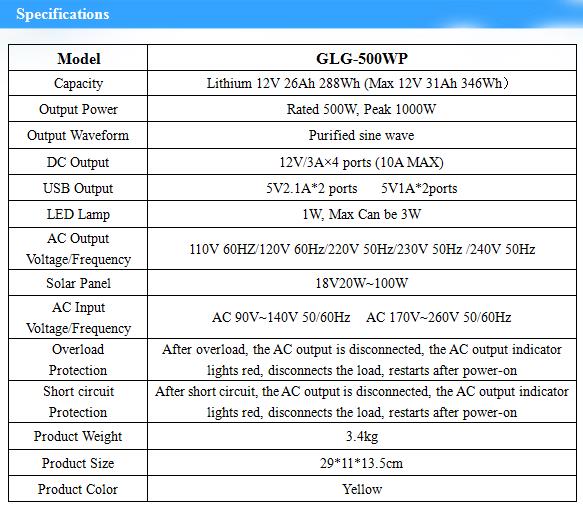 Specifications
Model GLG-500WP
Capacity Lithium 12V 26Ah 288Wh (Max 12V 31Ah 346Wh）
Output Power Rated 500W, Peak 1000W
Output Waveform Purified sine wave
DC Output 12V/3A×4 ports (10A MAX)
USB Output 5V2.1A*2 ports 5V1A*2ports
LED Lamp 1W, Max Can be 3W
AC Output
Voltage/Frequency
110V 60HZ/120V 60Hz/220V 50Hz/230V 50Hz /240V 50Hz
Solar Panel 18V20W~100W
AC Input
Voltage/Frequency
AC 90V~140V 50/60Hz AC 170V~260V 50/60Hz
Overload
Protection
After overload, the AC output is disconnected, the AC output indicator
lights red, disconnects the load, restarts after power-on
Short circuit
Protection
After short circuit, the AC output is disconnected, the AC output indicator
lights red, disconnects the load, restarts after power-on
Product Weight 3.4kg
Product Size 29*11*13.5cm
Product Color Yellow